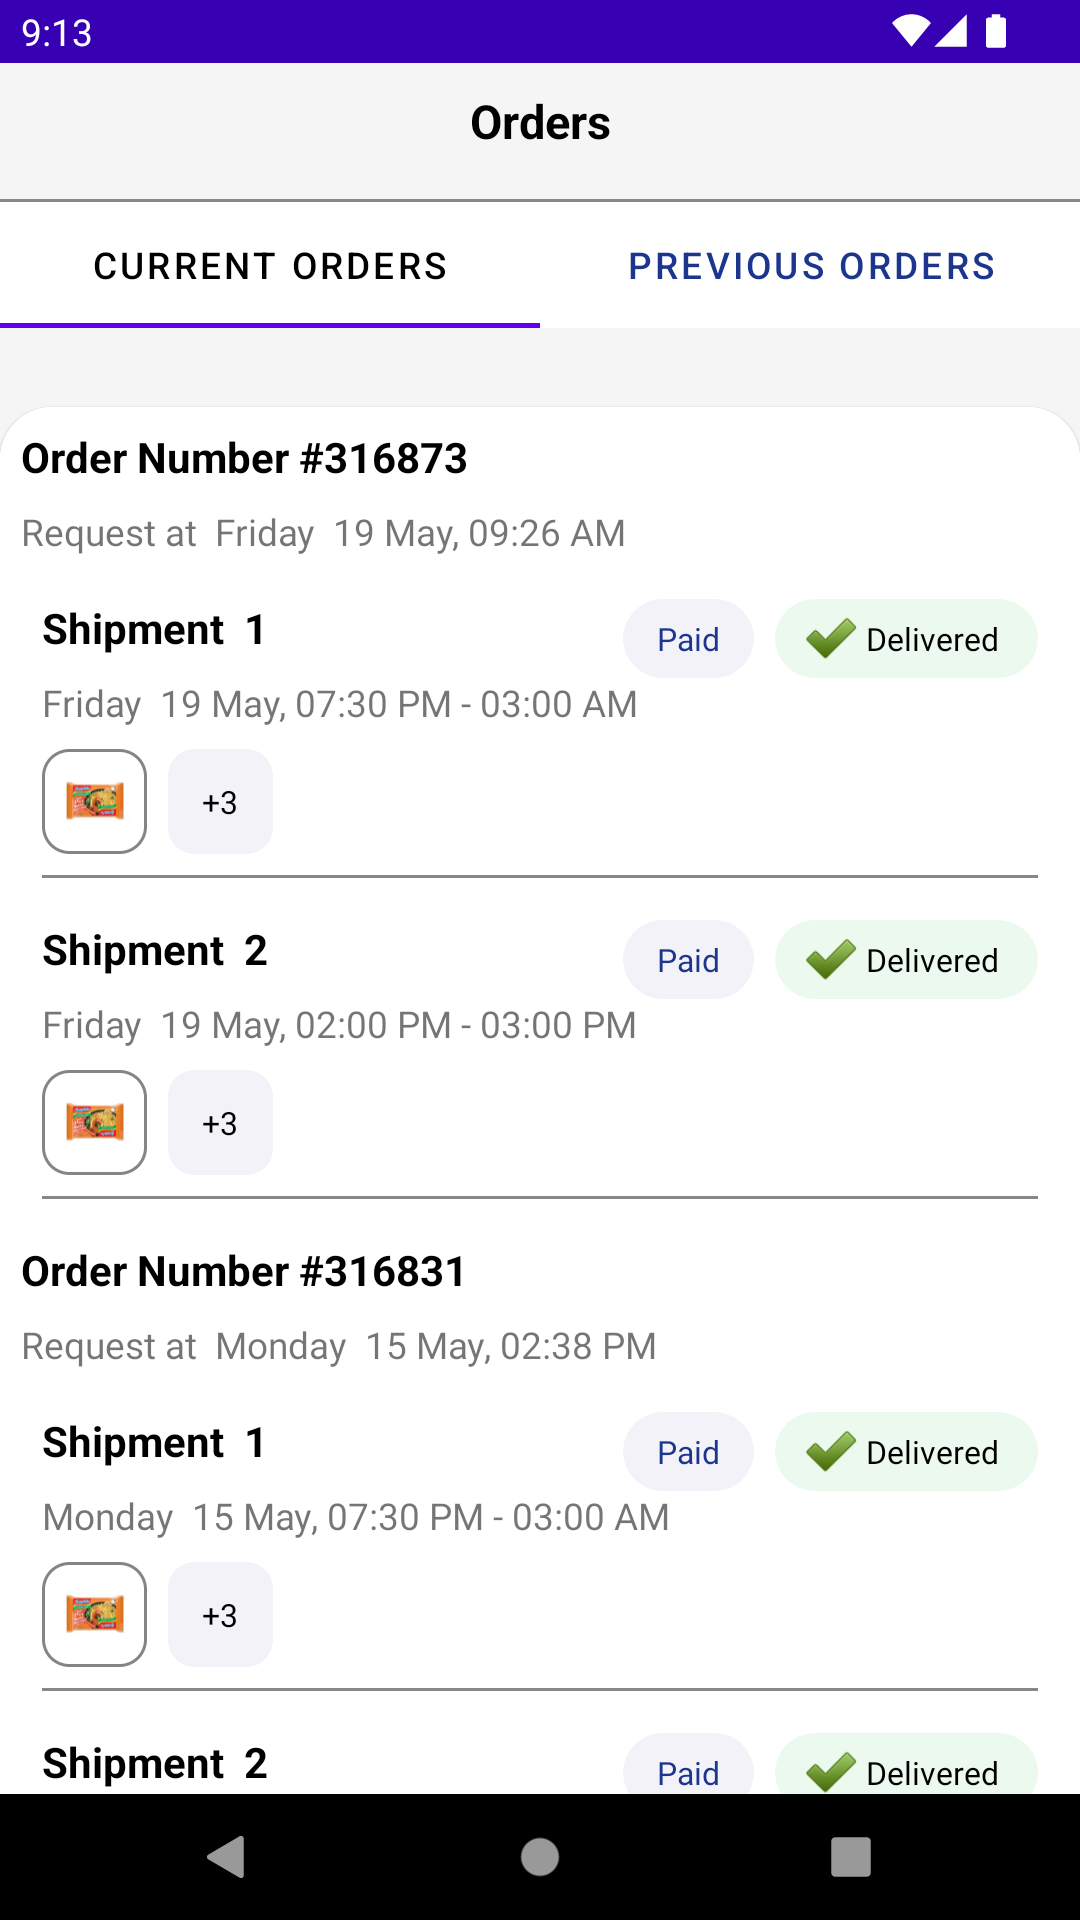 9:13
Orders
CURRENT ORDERS PREVIOUS ORDERS
Order Number #316873
Request at Friday 19 May, 09:26 AM
Shipment 1 Paid Delivered
Friday 19 May, 07:30 PM - 03:00 AM
+3
Shipment 2 Paid Delivered
Friday 19 May, 02:00 PM - 03:00 PM
+3
Order Number #316831
Request at Monday 15 May, 02:38 PM
Shipment 1 Paid Delivered
Monday 15 May, 07:30 PM - 03:00 AM
+3
Shipment 2 Paid Delivered